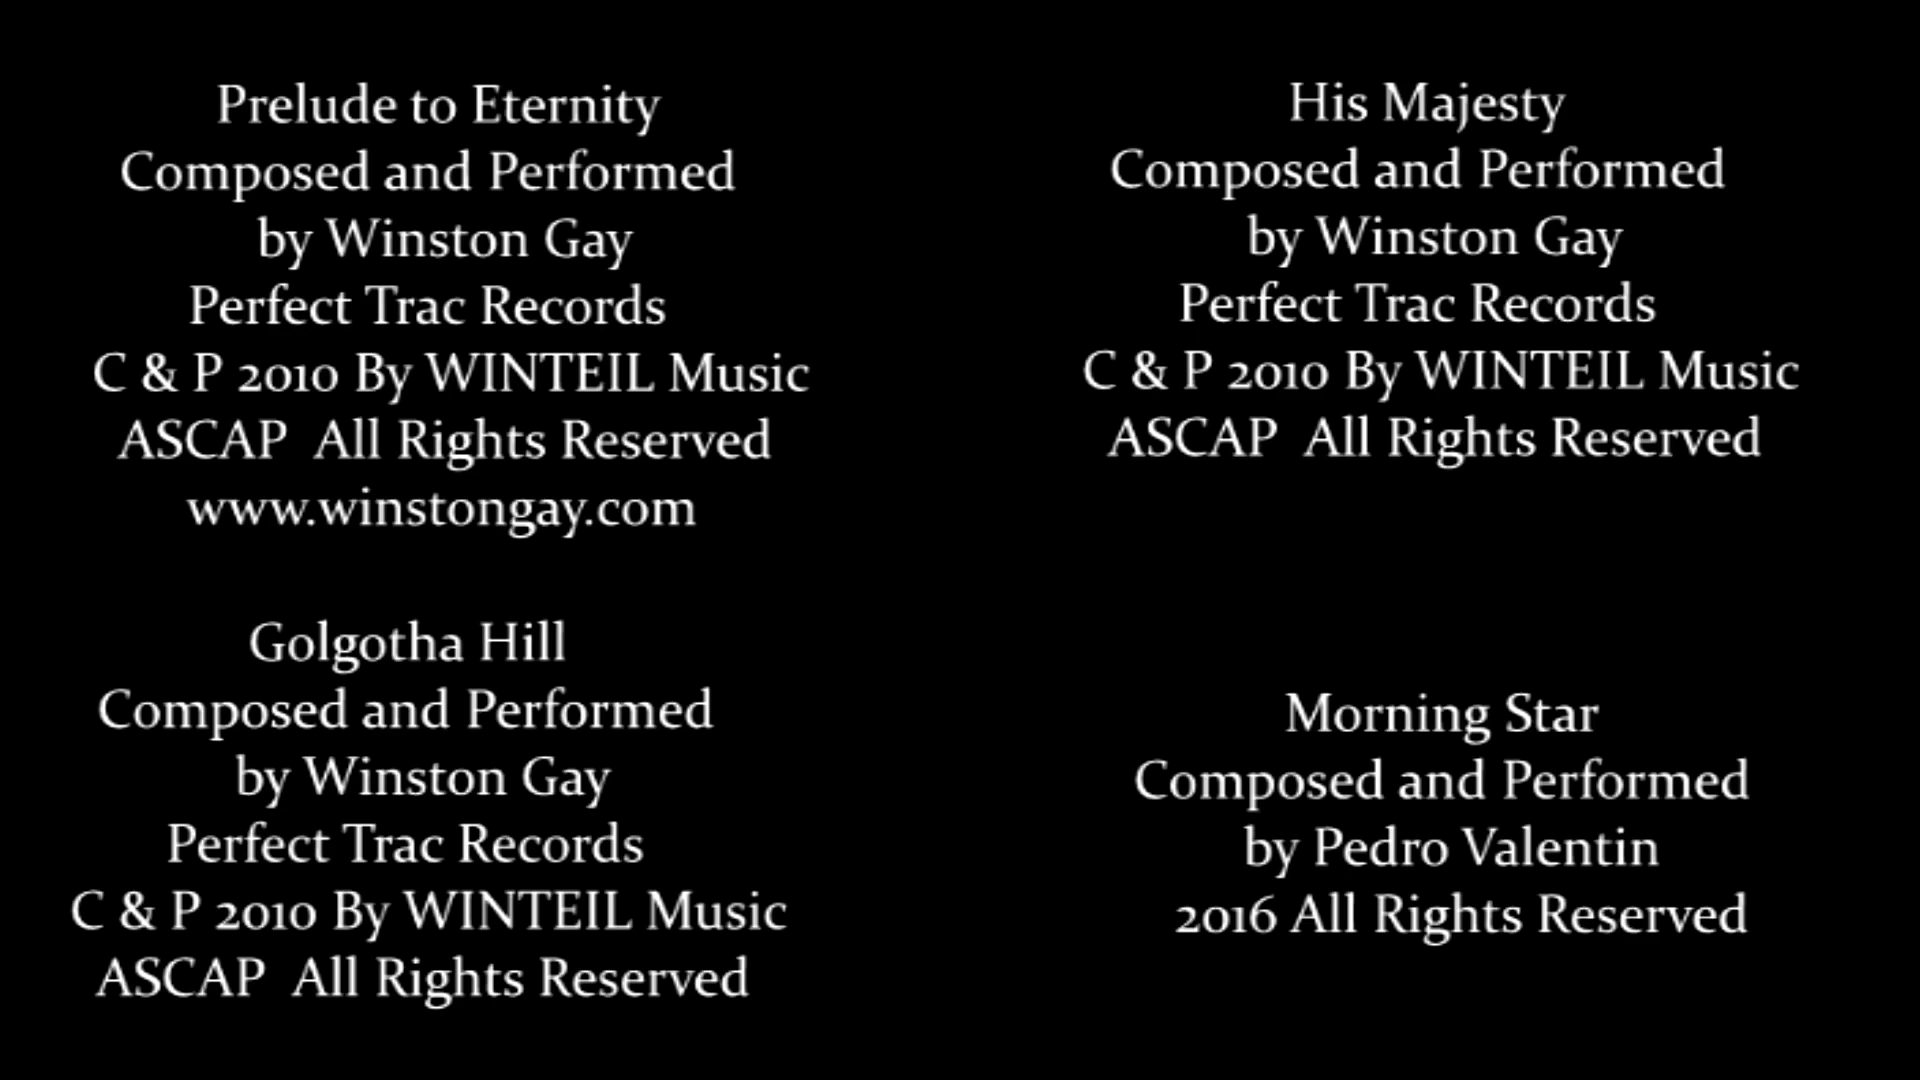 Prelude to Eternity
Composed and Performed
by Winston Gay
Perfect Trac Records
C & P 2010 By WINTEIL Music
ASCAP  All Rights Reserved
www.winstongay.com
His Majesty
Composed and Performed
by Winston Gay
Perfect Trac Records
C & P 2010 By WINTEIL Music
ASCAP  All Rights Reserved
Golgotha Hill
Composed and Performed
by Winston Gay
Perfect Trac Records
C & P 2010 By WINTEIL Music
ASCAP  All Rights Reserved
Morning Star
Composed and Performed
by Pedro Valentin
2016 All Rights Reserved